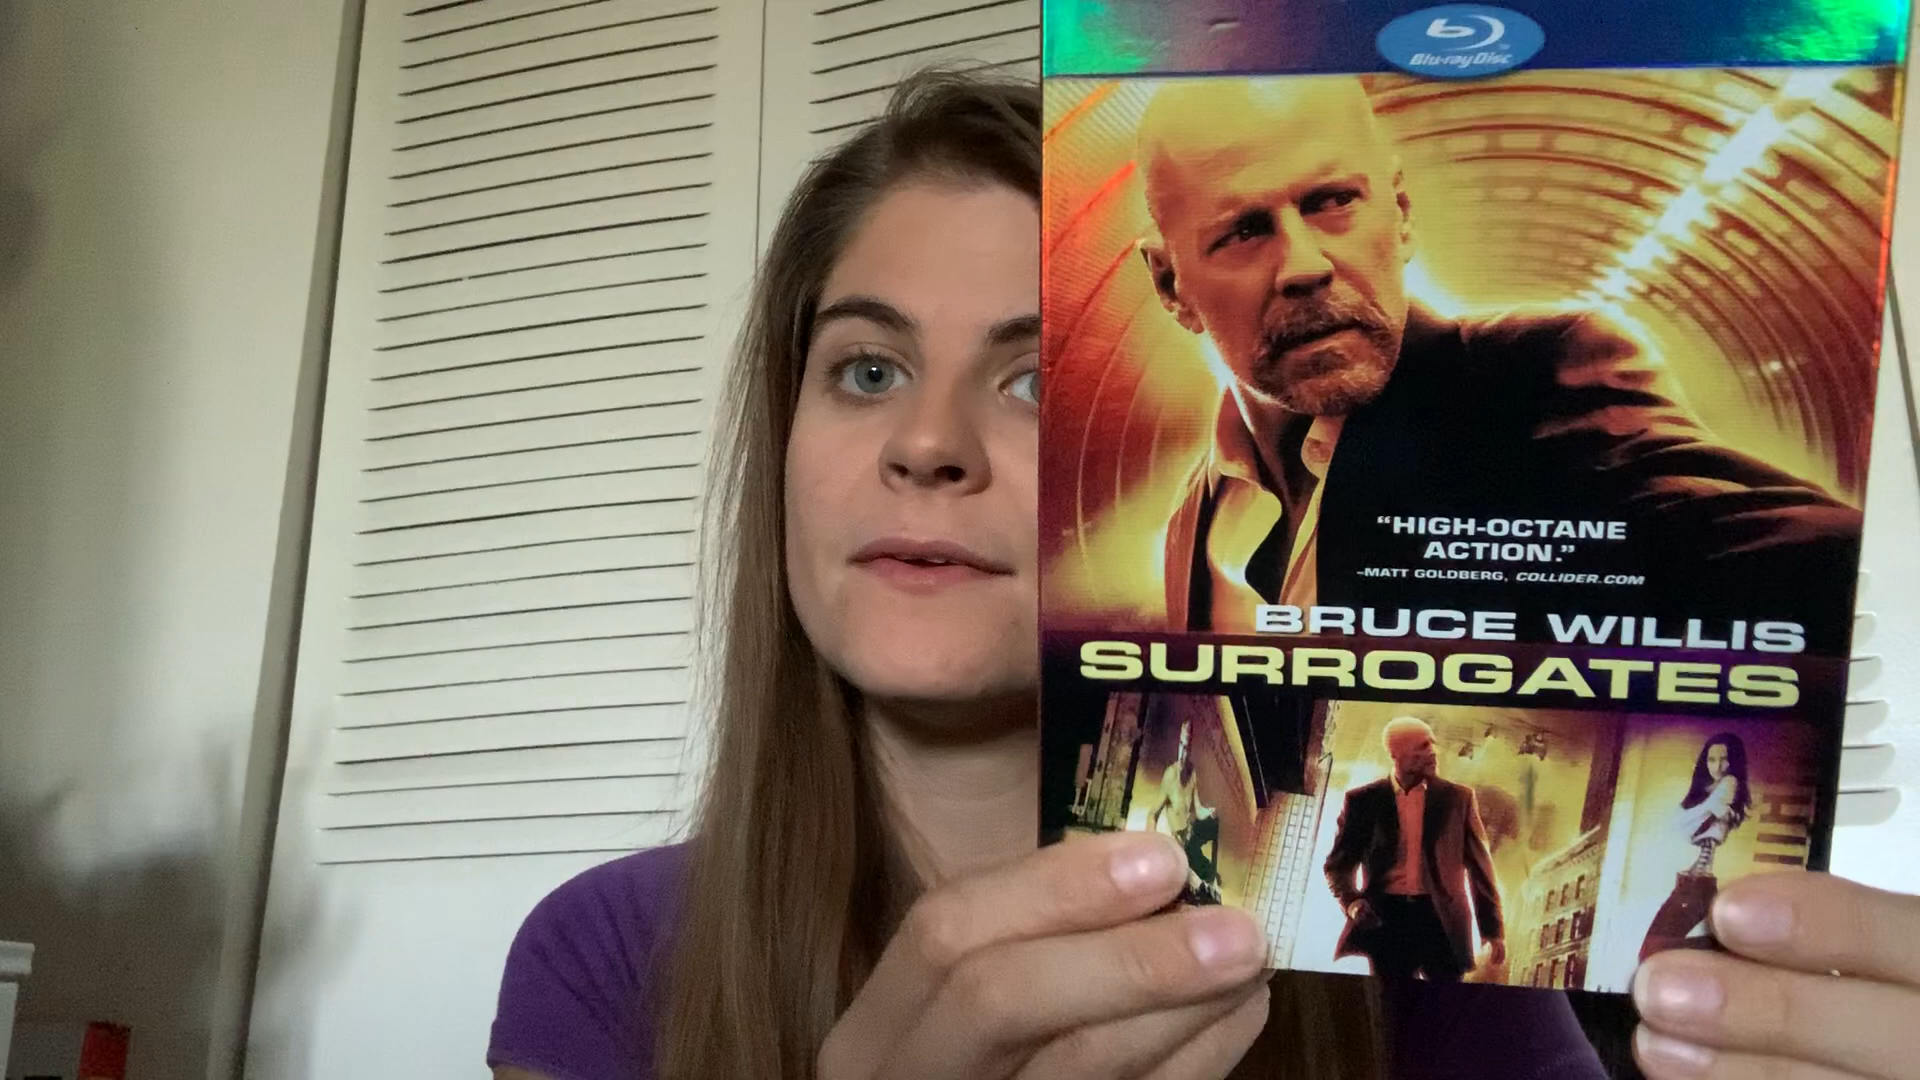 Blu-ray Disc
“HIGH-OCTANE
ACTION.”
–MATT GOLDBERG, COLLIDER.COM
BRUCE WILLIS
SURROGATES